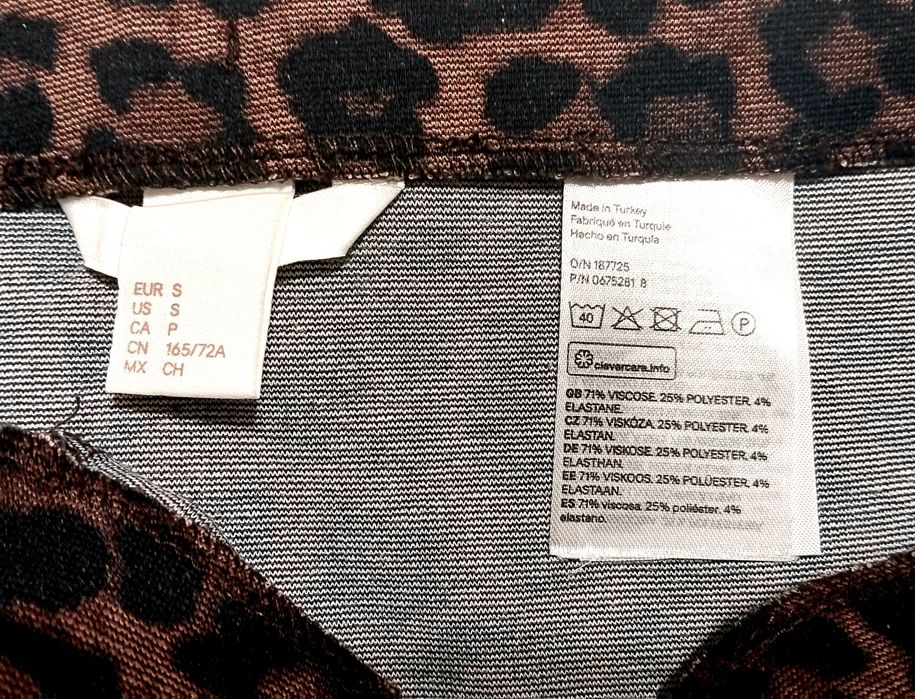 EUR S
US S
CA P
CN 165/72A
MX CH
Made in Turkey
Fabriqué en Turquie
Hecho en Turquía
O/N 187725
P/N 0675281 8
40
P
clevercare.info
GB 71% VISCOSE. 25% POLYESTER. 4%
ELASTANE.
CZ 71% VISKÓZA. 25% POLYESTER. 4%
ELASTAN.
DE 71% VISKOSE. 25% POLYESTER. 4%
ELASTHAN.
EE 71% VISKOOS. 25% POLÜESTER. 4%
ELASTAAN.
ES 71% viscosa. 25% poliéster. 4%
elastano.